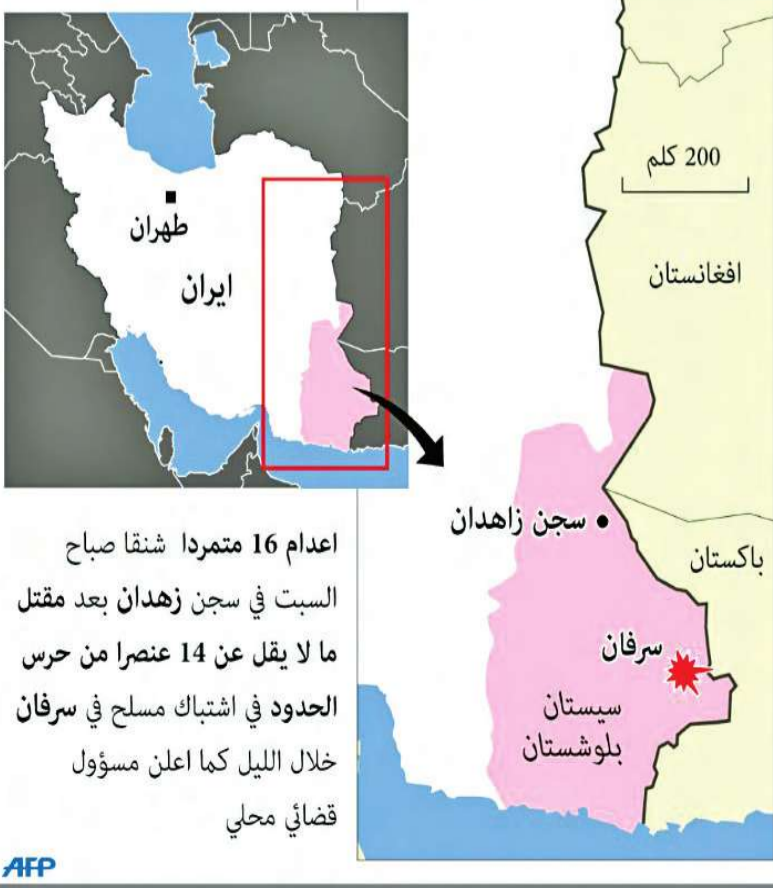 طهران
ايران
200 كلم
افغانستان
سجن زاهدان
باكستان
سرفان
سيستان
بلوشستان
اعدام 16 متمردا شنقا صباح
السبت في سجن زهدان بعد مقتل
ما لا يقل عن 14 عنصرا من حرس
الحدود في اشتباك مسلح في سرفان
خلال الليل كما اعلن مسؤول
قضائي محلي
AFP